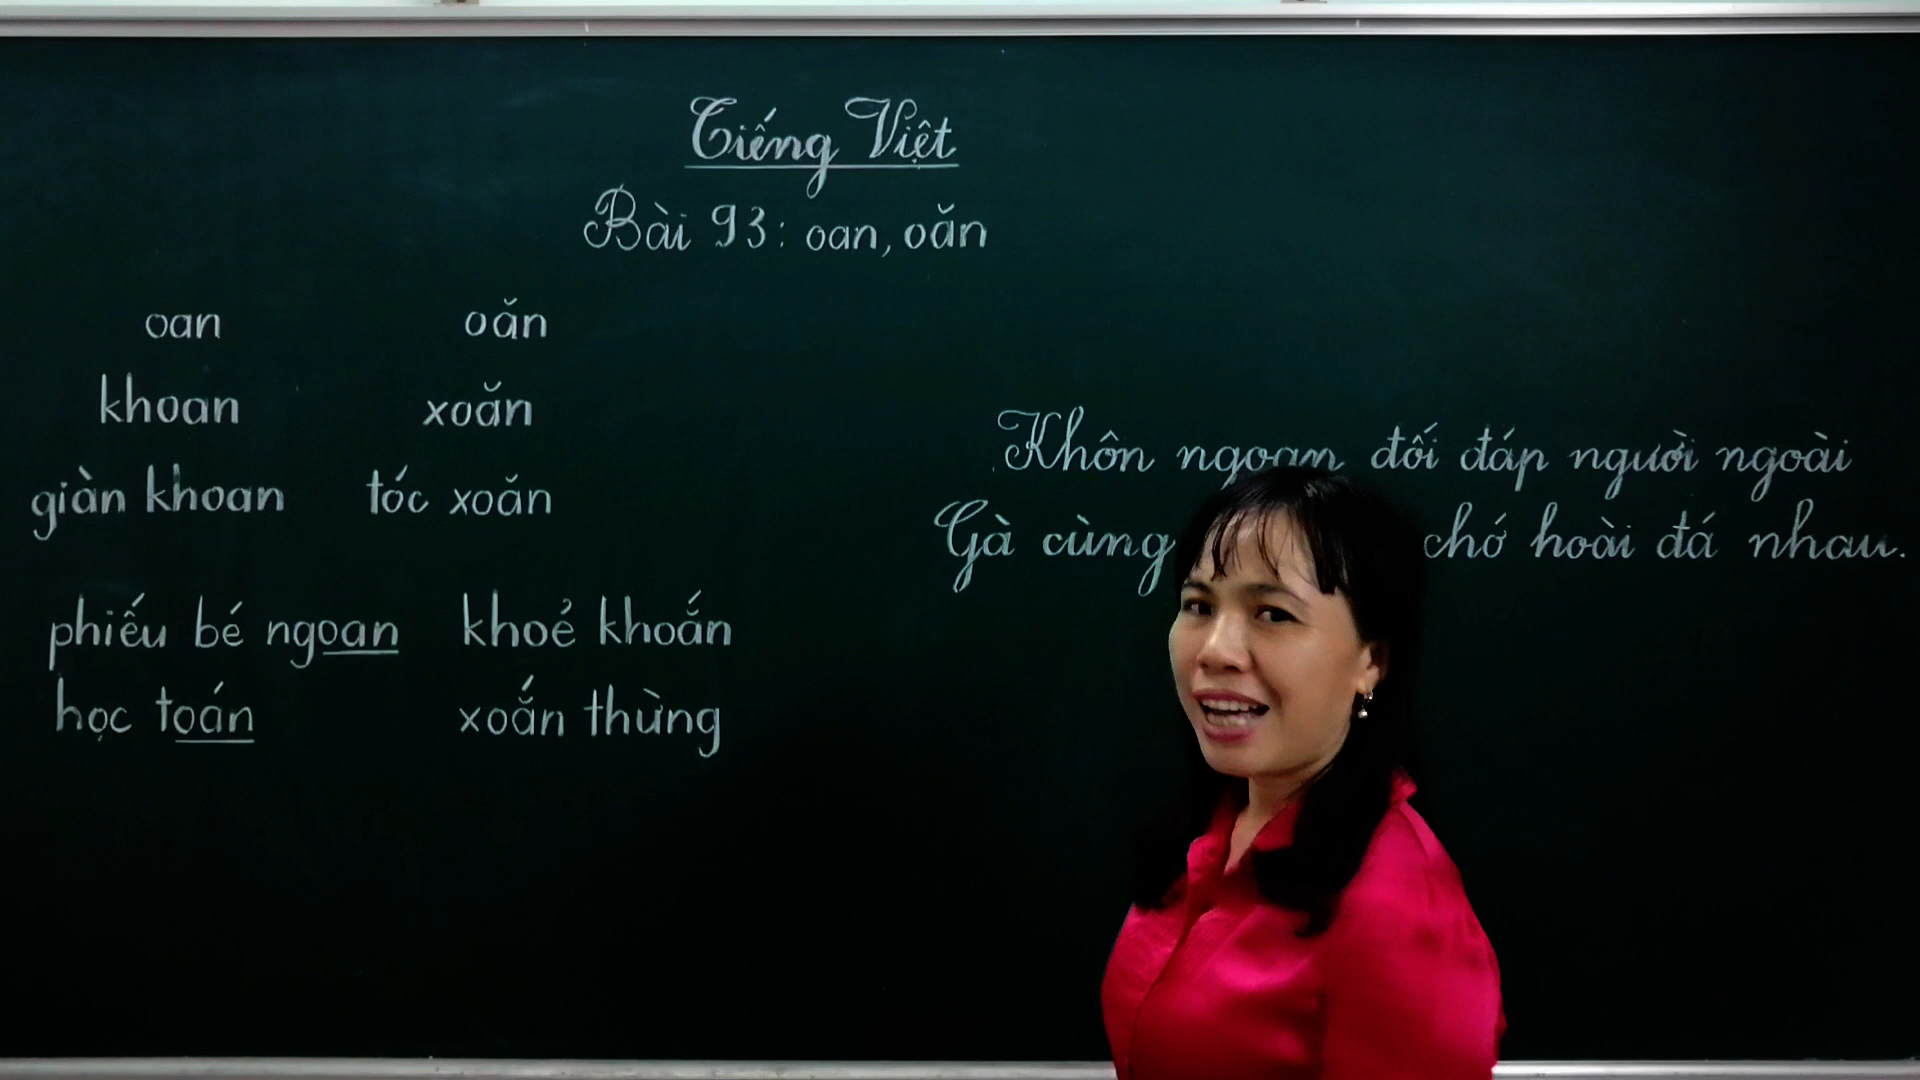 Tiếng Việt
Bài 93: oan, oăn
oan oăn
khoan xoăn
giàn khoan tóc xoăn
phiếu bé ngoan khoẻ khoắn
học toán xoắn thừng
Khôn ngoan đối đáp người ngoài
Gà cùng chớ hoài đá nhau.